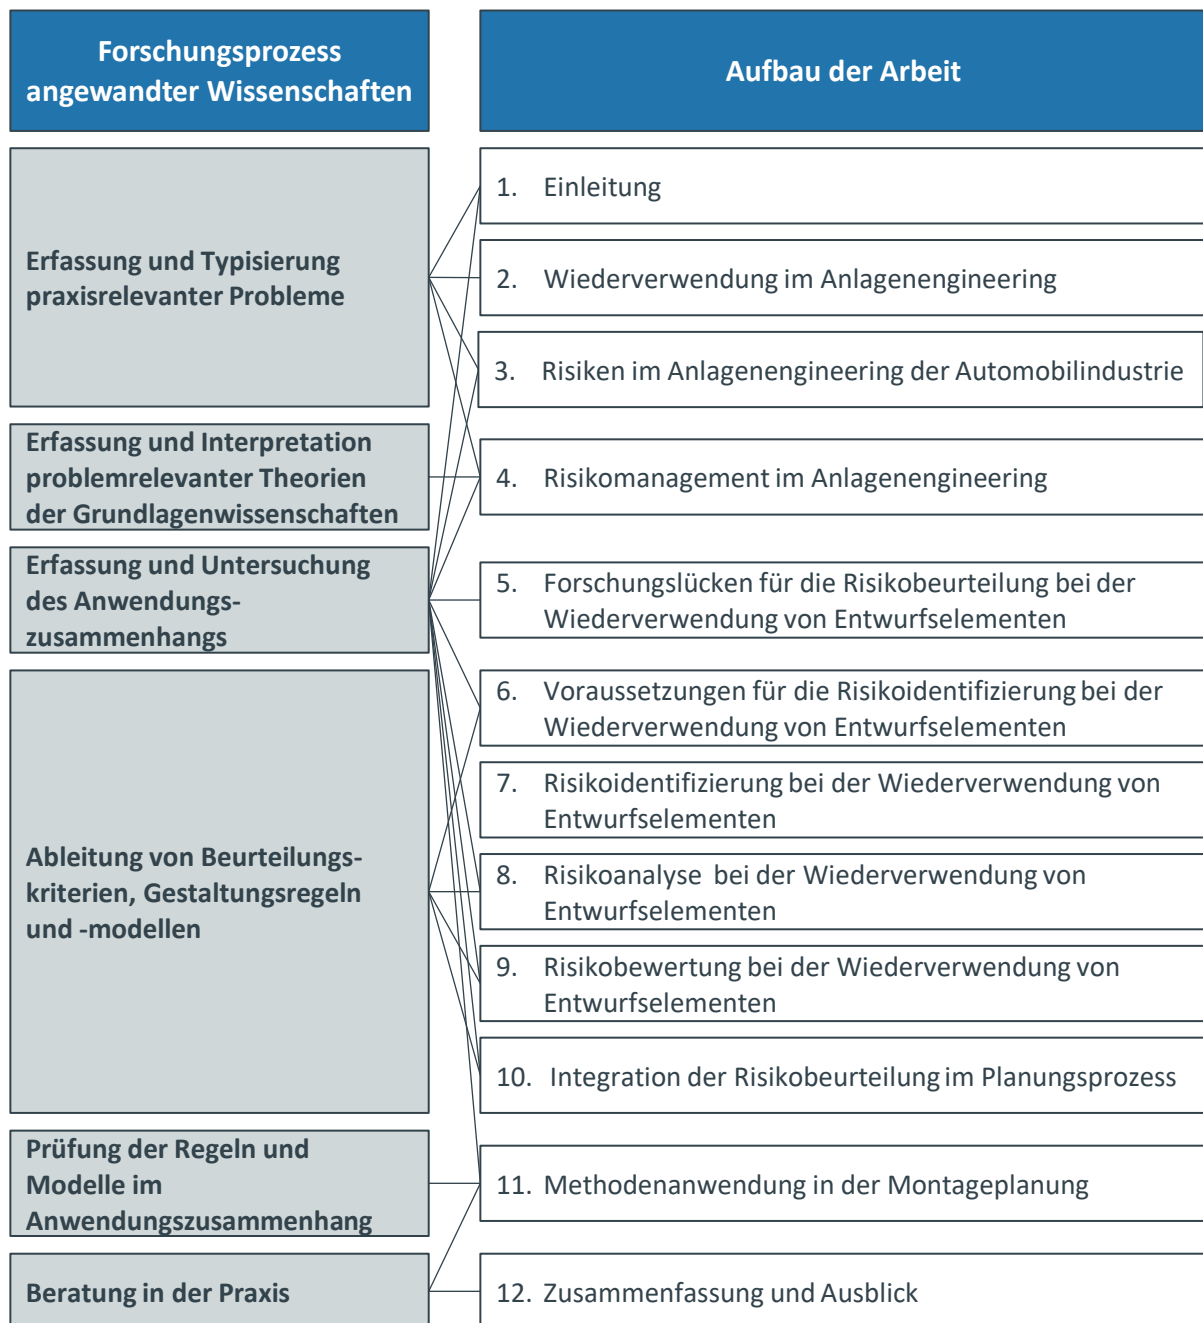 Forschungsprozess
angewandter Wissenschaften
Aufbau der Arbeit
Erfassung und Typisierung
praxisrelevanter Probleme
Erfassung und Interpretation
problemrelevanter Theorien
der Grundlagenwissenschaften
Erfassung und Untersuchung
des Anwendungs-
zusammenhangs
Ableitung von Beurteilungs-
kriterien, Gestaltungsregeln
und -modellen
Prüfung der Regeln und
Modelle im
Anwendungszusammenhang
Beratung in der Praxis
1. Einleitung
2. Wiederverwendung im Anlagenengineering
3. Risiken im Anlagenengineering der Automobilindustrie
4. Risikomanagement im Anlagenengineering
5. Forschungslücken für die Risikobeurteilung bei der
Wiederverwendung von Entwurfselementen
6. Voraussetzungen für die Risikoidentifizierung bei der
Wiederverwendung von Entwurfselementen
7. Risikoidentifizierung bei der Wiederverwendung von
Entwurfselementen
8. Risikoanalyse bei der Wiederverwendung von
Entwurfselementen
9. Risikobewertung bei der Wiederverwendung von
Entwurfselementen
10. Integration der Risikobeurteilung im Planungsprozess
11. Methodenanwendung in der Montageplanung
12. Zusammenfassung und Ausblick